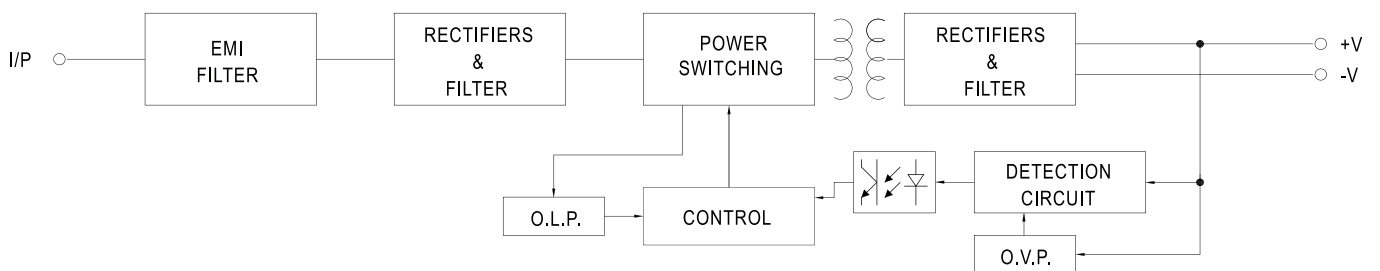 I/P
EMI
FILTER
RECTIFIERS
&
FILTER
POWER
SWITCHING
RECTIFIERS
&
FILTER
+V
-V
O.L.P.
CONTROL
DETECTION
CIRCUIT
O.V.P.